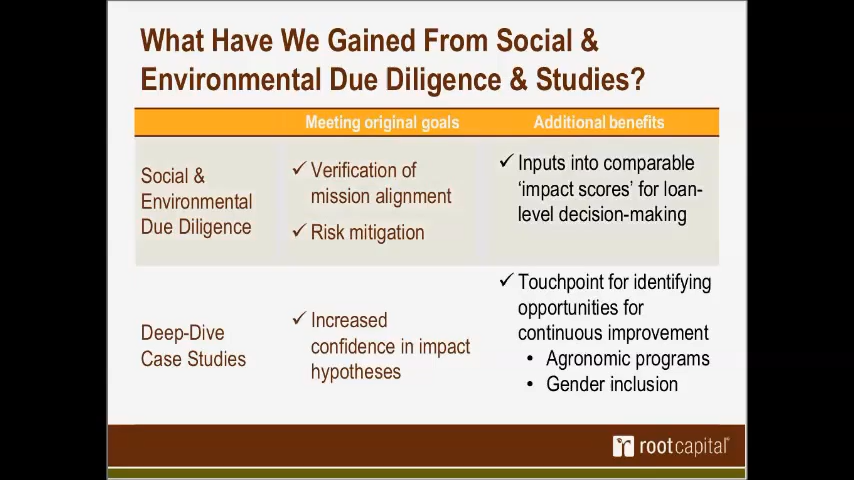 What Have We Gained From Social &
Environmental Due Diligence & Studies?
Meeting original goals
Additional benefits
Social &
Environmental
Due Diligence
✓ Verification of
mission alignment
✓ Risk mitigation
✓ Inputs into comparable
‘impact scores’ for loan-
level decision-making
Deep-Dive
Case Studies
✓ Increased
confidence in impact
hypotheses
✓ Touchpoint for identifying
opportunities for
continuous improvement
• Agronomic programs
• Gender inclusion
rootcapital®